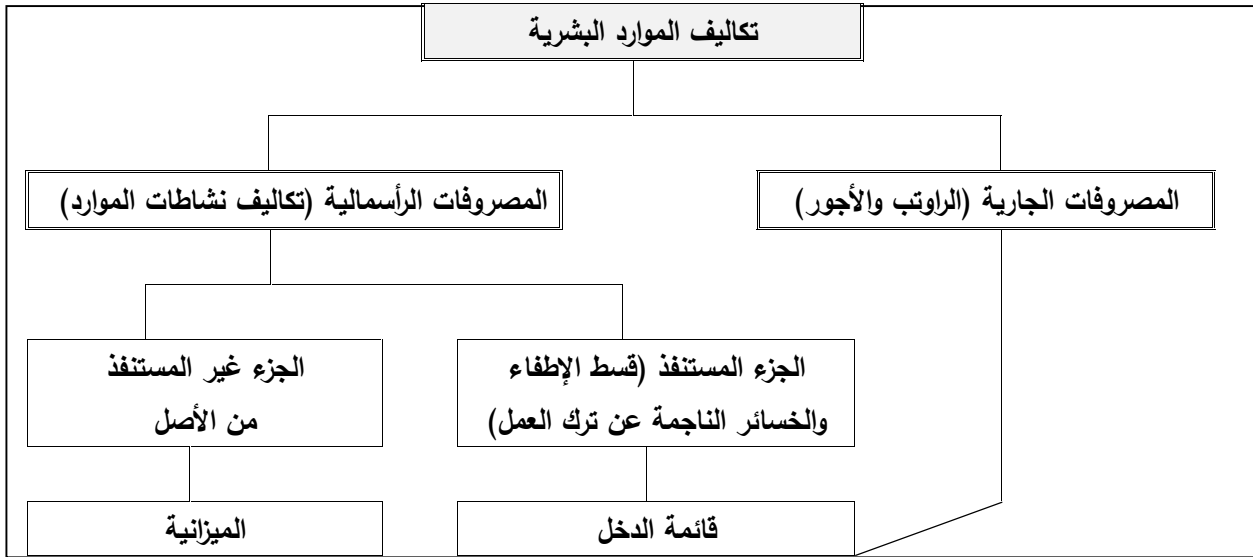 تكاليف الموارد البشرية
المصروفات الجارية (الراوتب والأجور)
المصروفات الرأسمالية (تكاليف نشاطات الموارد)
الجزء المستنفذ (قسط الإطفاء
والخسائر الناجمة عن ترك العمل)
الجزء غير المستنفذ
من الأصل
قائمة الدخل
الميزانية